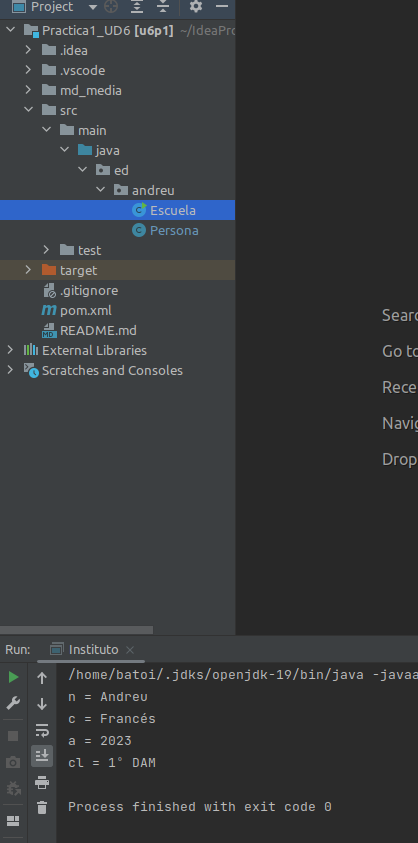 Project
Practica1_UD6 [u6p1] ~/IdeaPro
.idea
.vscode
md_media
src
main
java
ed
andreu
Escuela
Persona
test
target
.gitignore
pom.xml
README.md
External Libraries
Scratches and Consoles
Searc
Go to
Rece
Navig
Drop
Run: Instituto
/home/batoi/.jdks/openjdk-19/bin/java -javaa
n = Andreu
c = Francés
a = 2023
cl = 1° DAM
Process finished with exit code 0